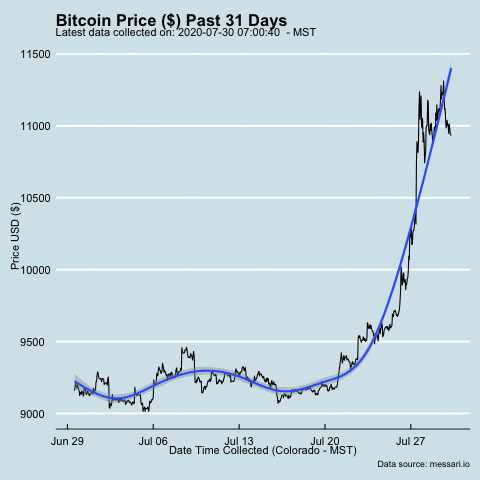 Bitcoin Price ($) Past 31 Days
Latest data collected on: 2020-07-30 07:00:40  - MST
11500
11000
10500
10000
9500
9000
Price USD ($)
Jun 29
Jul 06
Jul 13
Jul 20
Jul 27
Date Time Collected (Colorado - MST)
Data source: messari.io